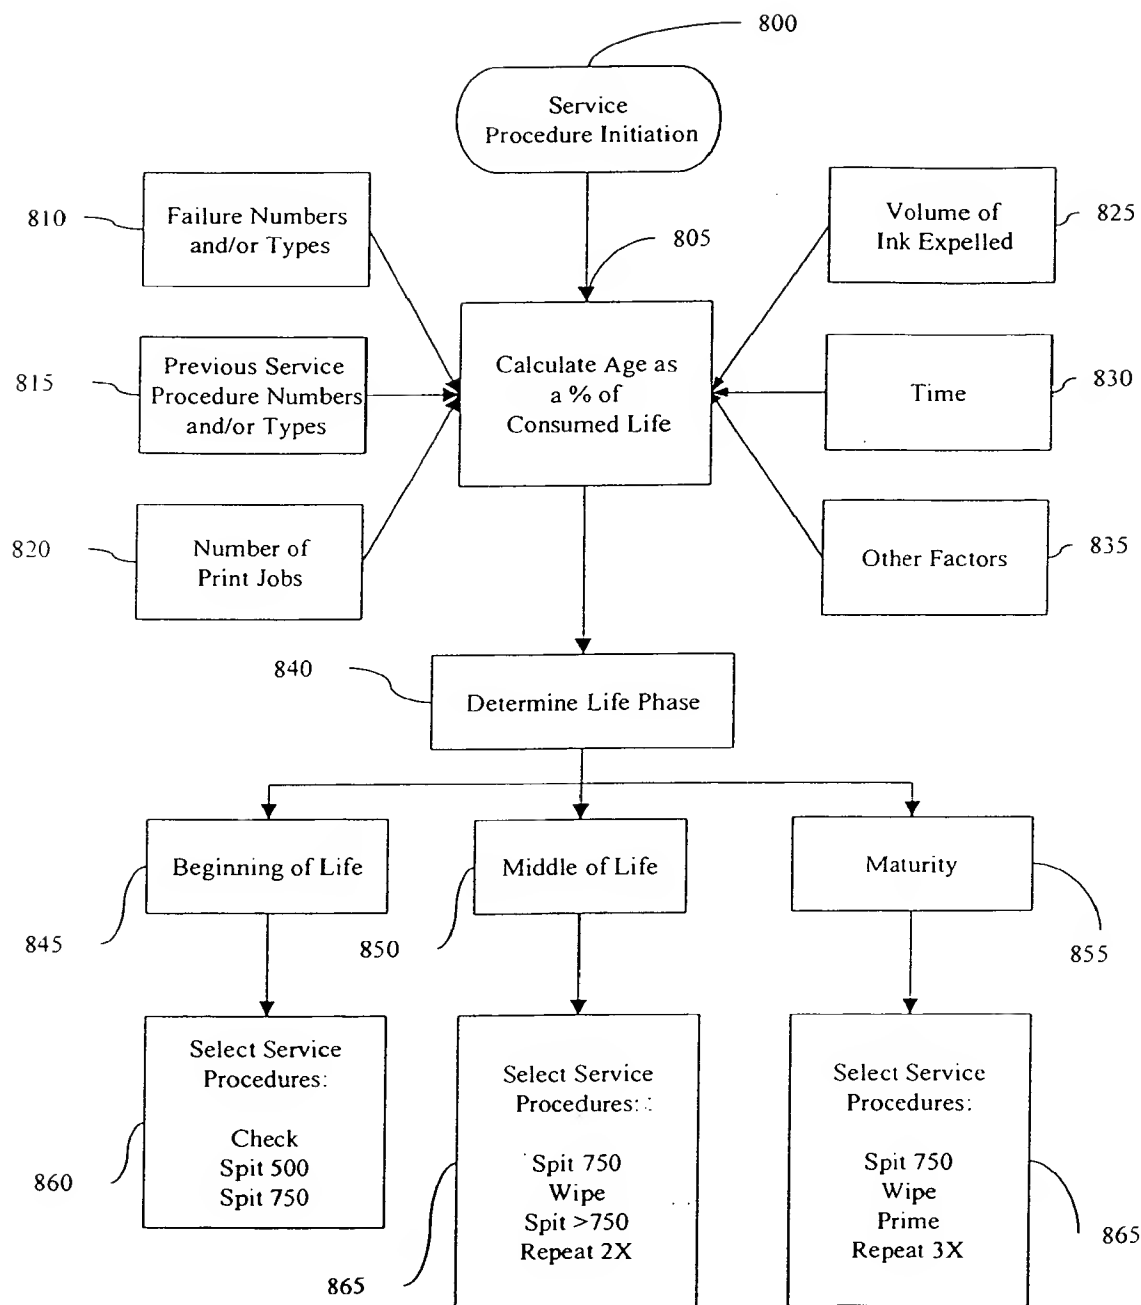 800
Service
Procedure Initiation
810
Failure Numbers
and/or Types
Volume of
Ink Expelled
825
805
815
Previous Service
Procedure Numbers
and/or Types
Calculate Age as
a % of
Consumed Life
Time
830
820
Number of
Print Jobs
Other Factors
835
840
Determine Life Phase
Beginning of Life
Middle of Life
Maturity
845
850
855
Select Service
Procedures:
Check
Spit 500
Spit 750
860
Select Service
Procedures:
Spit 750
Wipe
Spit >750
Repeat 2X
865
Select Service
Procedures:
Spit 750
Wipe
Prime
Repeat 3X
865